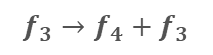 f₃ → f₄ + f₃